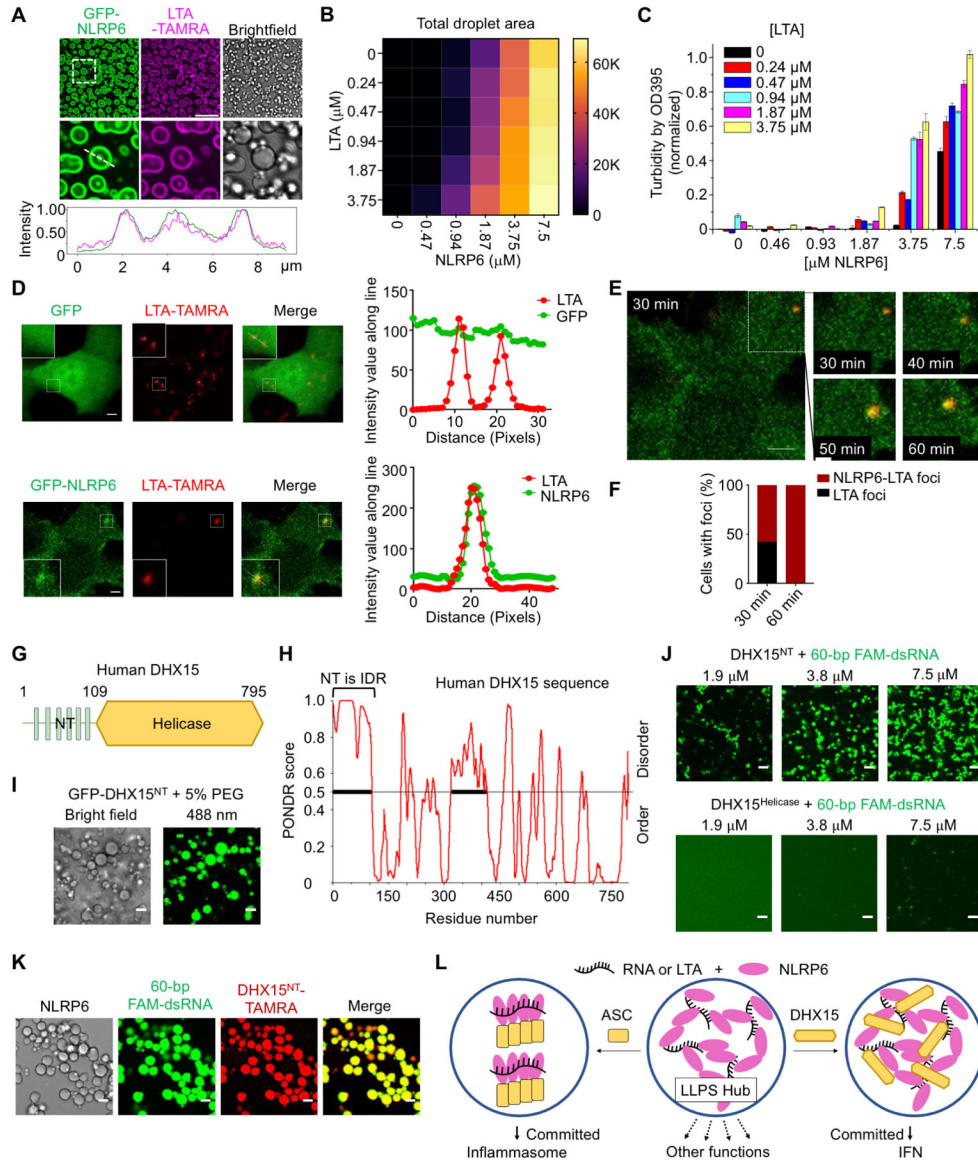 A
GFP-
NLRP6
LTA
-TAMRA
Brightfield
Intensity
1.00
0.50
0
0 2 4 6 8 μm
B
Total droplet area
LTA (μM)
0
0.24
0.47
0.94
1.87
3.75
0 0.47 0.94 1.87 3.75 7.5
NLRP6 (μM)
60K
40K
20K
0
C
[LTA]
0
0.24 μM
0.47 μM
0.94 μM
1.87 μM
3.75 μM
Turbidity by OD395
(normalized)
1.0
0.8
0.6
0.4
0.2
0
0 0.46 0.93 1.87 3.75 7.5
[μM NLRP6]
D
GFP
LTA-TAMRA
Merge
Intensity value along line
150
100
50
0
0 10 20 30
Distance (Pixels)
LTA
GFP
GFP-NLRP6
LTA-TAMRA
Merge
Intensity value along line
300
200
100
0
0 20 40
Distance (Pixels)
LTA
NLRP6
E
30 min
30 min
40 min
50 min
60 min
F
Cells with foci (%)
100
50
0
30 min
60 min
NLRP6-LTA foci
LTA foci
G
Human DHX15
1 109 795
NT
Helicase
H
NT is IDR
Human DHX15 sequence
PONDR score
1.0
0.8
0.6
0.5
0.4
0.2
0
0 150 300 450 600 750
Residue number
Disorder
Order
I
GFP-DHX15NT + 5% PEG
Bright field
488 nm
J
DHX15NT + 60-bp FAM-dsRNA
1.9 μM 3.8 μM 7.5 μM
DHX15Helicase + 60-bp FAM-dsRNA
1.9 μM 3.8 μM 7.5 μM
K
NLRP6
60-bp
FAM-dsRNA
DHX15NT-
TAMRA
Merge
L
RNA or LTA + NLRP6
ASC
DHX15
LLPS Hub
Committed
Inflammasome
Other functions
Committed
IFN